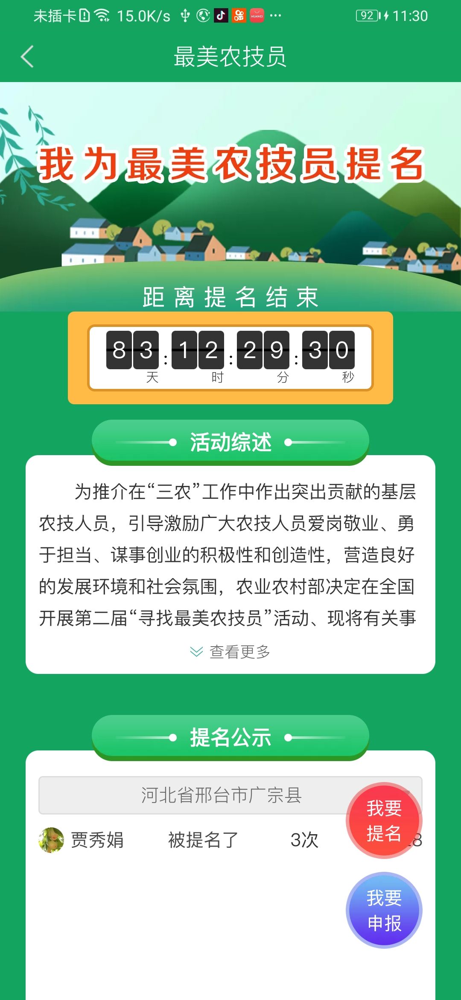 未插卡 15.0K/s HUAWEI ··· 92 11:30
最美农技员
我为最美农技员提名
距离提名结束
83:12:29:30
天 时 分 秒
活动综述
为推介在“三农”工作中作出突出贡献的基层
农技人员，引导激励广大农技人员爱岗敬业、勇
于担当、谋事创业的积极性和创造性，营造良好
的发展环境和社会氛围，农业农村部决定在全国
开展第二届“寻找最美农技员”活动、现将有关事
查看更多
提名公示
河北省邢台市广宗县
贾秀娟 被提名了 3次
我要
提名
我要
申报